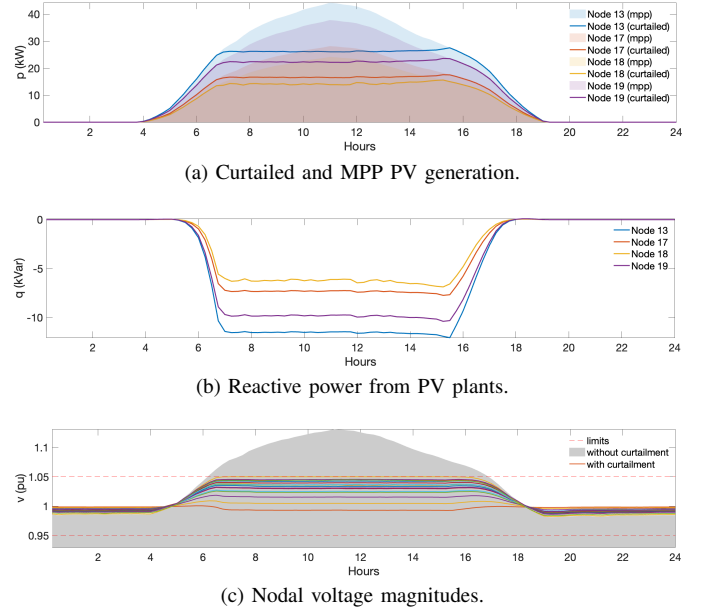 40
30
20
10
0
p (kW)
Node 13 (mpp)
Node 13 (curtailed)
Node 17 (mpp)
Node 17 (curtailed)
Node 18 (mpp)
Node 18 (curtailed)
Node 19 (mpp)
Node 19 (curtailed)
2 4 6 8 10 12 14 16 18 20 22 24
Hours
(a) Curtailed and MPP PV generation.
0
-5
-10
q (kVar)
Node 13
Node 17
Node 18
Node 19
2 4 6 8 10 12 14 16 18 20 22 24
Hours
(b) Reactive power from PV plants.
1.1
1.05
1
0.95
v (pu)
limits
without curtailment
with curtailment
2 4 6 8 10 12 14 16 18 20 22 24
Hours
(c) Nodal voltage magnitudes.